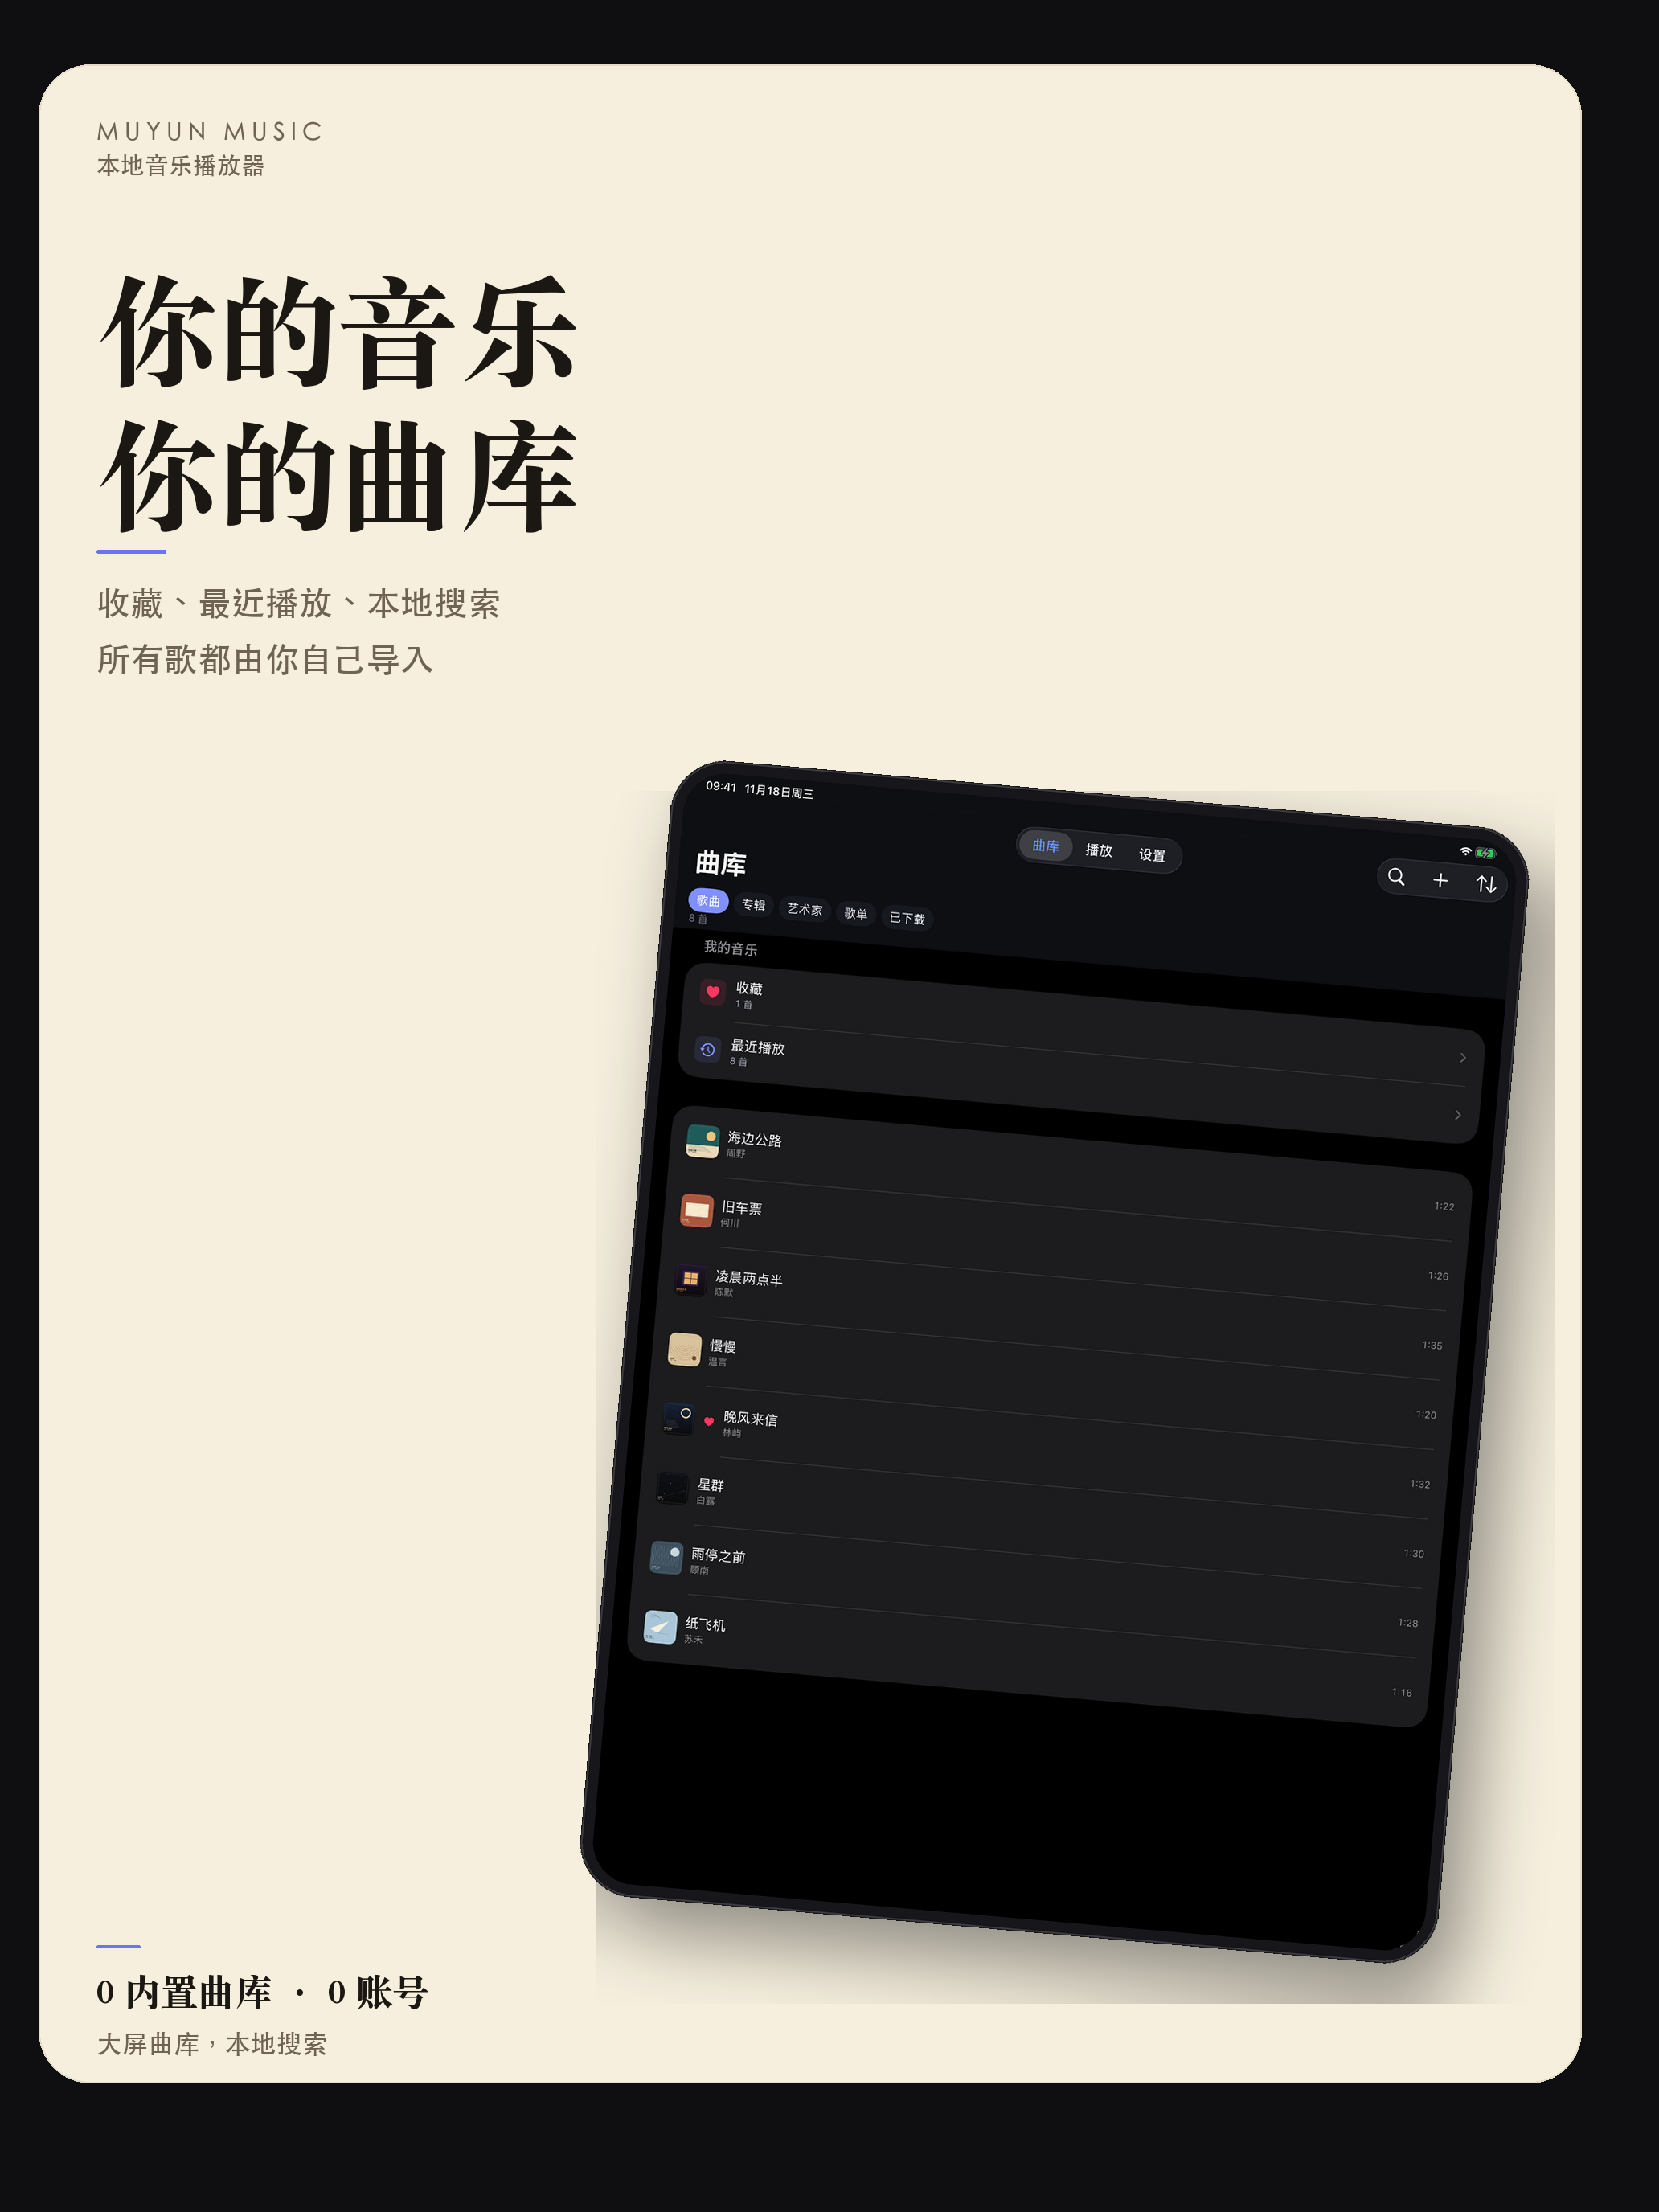 MUYUN MUSIC
本地音乐播放器
你的音乐
你的曲库
收藏、最近播放、本地搜索
所有歌都由你自己导入
09:41 11月18日周三
曲库 播放 设置
曲库
歌曲 专辑 艺术家 歌单 已下载
8 首
我的音乐
收藏
1 首
最近播放
8 首
海边公路
周野
1:22
旧车票
何川
1:26
凌晨两点半
陈默
1:35
慢慢
温言
1:20
晚风来信
林屿
1:32
星群
白露
1:30
雨停之前
顾南
1:28
纸飞机
苏禾
1:16
0 内置曲库 · 0 账号
大屏曲库，本地搜索